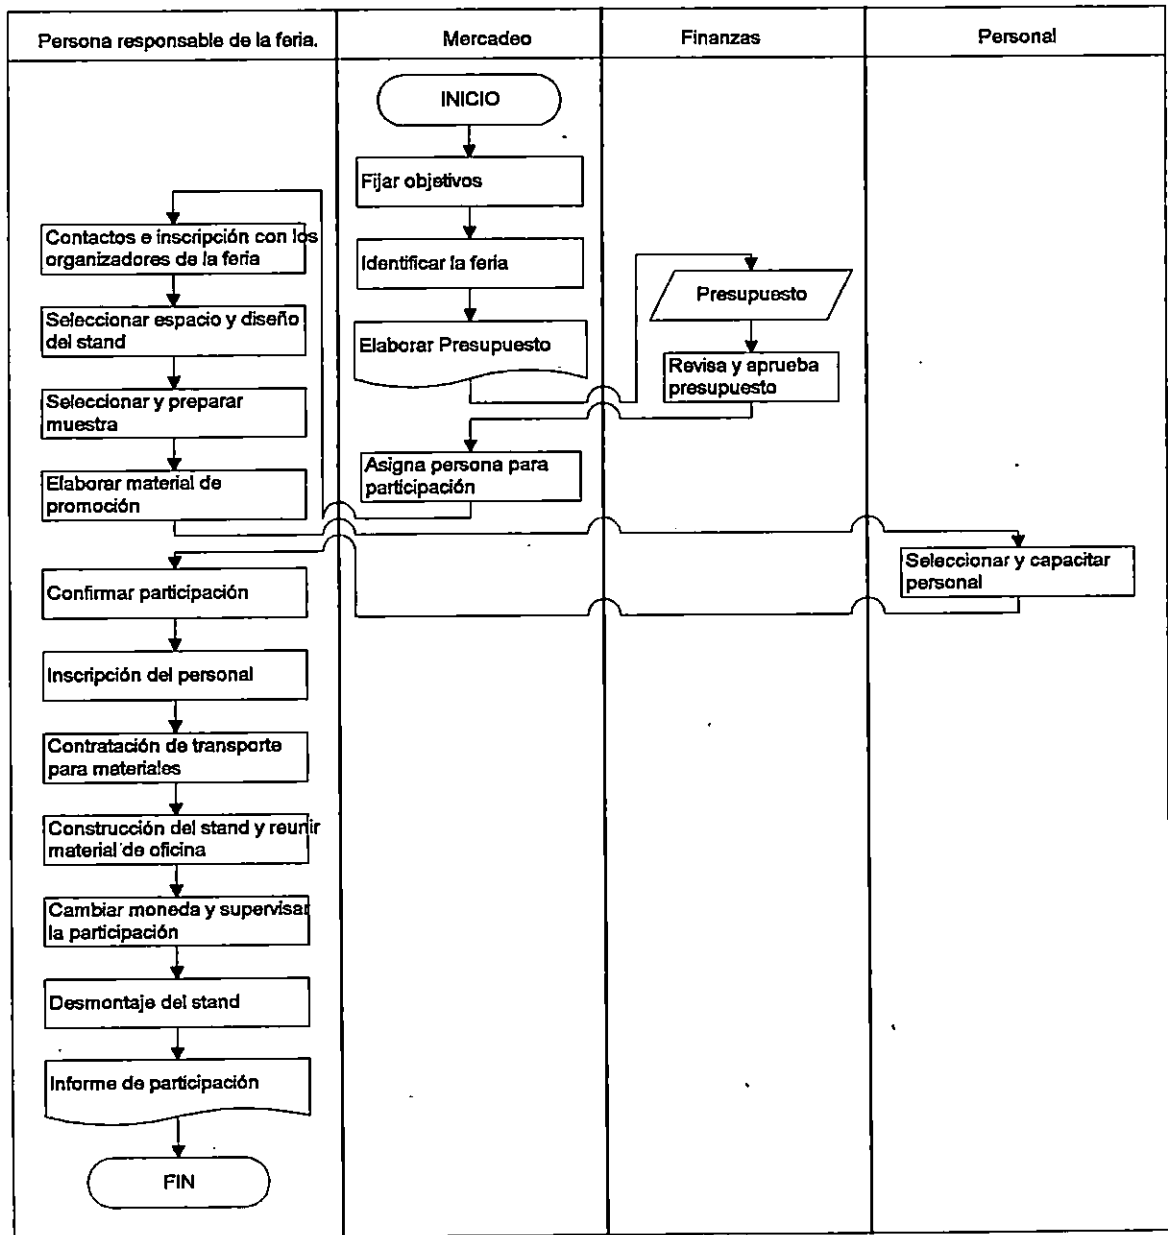 Persona responsable de la feria.
Mercadeo
Finanzas
Personal
INICIO
Fijar objetivos
Identificar la feria
Elaborar Presupuesto
Presupuesto
Revisa y aprueba
presupuesto
Asigna persona para
participación
Contactos e inscripción con los
organizadores de la feria
Seleccionar espacio y diseño
del stand
Seleccionar y preparar
muestra
Elaborar material de
promoción
Seleccionar y capacitar
personal
Confirmar participación
Inscripción del personal
Contratación de transporte
para materiales
Construcción del stand y reunir
material de oficina
Cambiar moneda y supervisar
la participación
Desmontaje del stand
Informe de participación
FIN